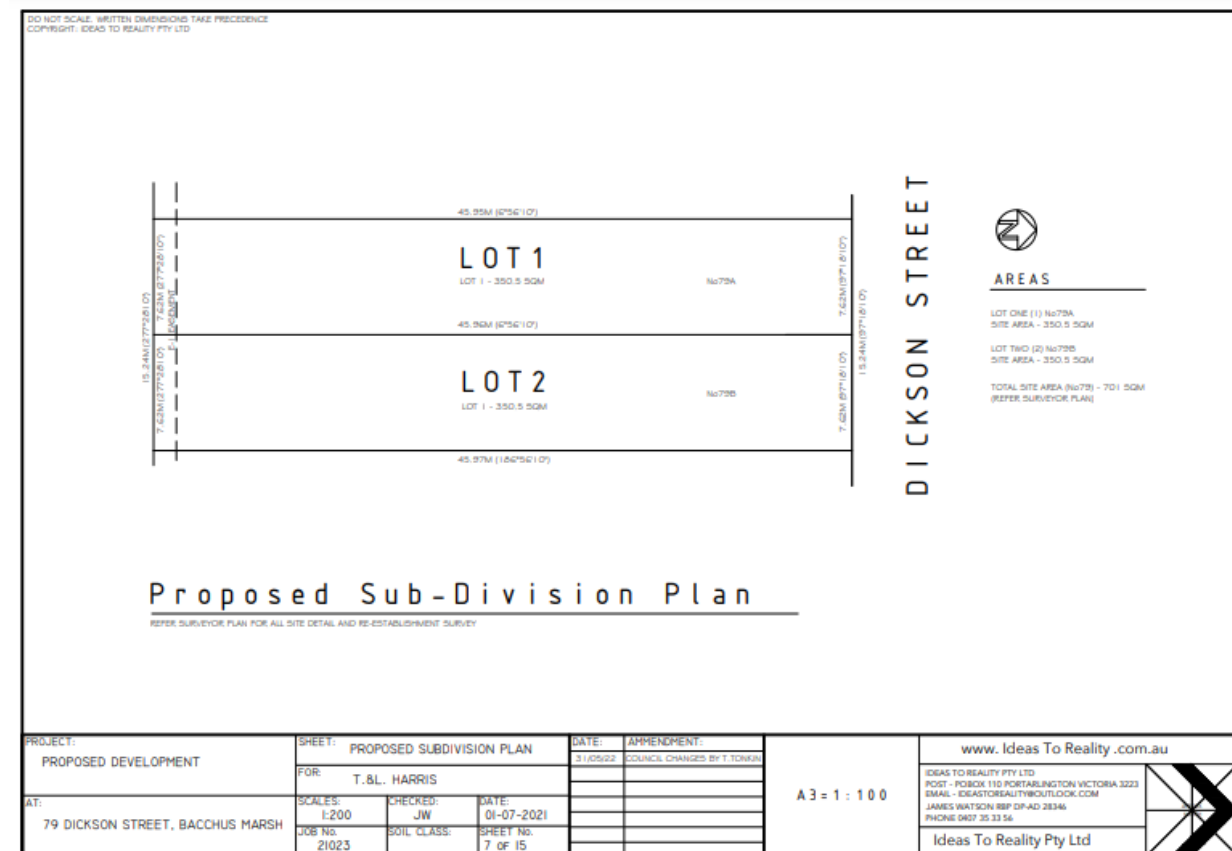 DO NOT SCALE. WRITTEN DIMENSIONS TAKE PRECEDENCE
COPYRIGHT: IDEAS TO REALITY PTY LTD
45.95M (6°56'10")
LOT 1
LOT 1 - 350.5 SQM
No79A
45.96M (6°56'10")
LOT 2
LOT 1 - 350.5 SQM
No79B
45.97M (186°56'10")
15.24M (277°28'10")
7.62M (277°28'10")
7.62M (277°28'10")
E-1 EASEMENT
7.62M (97°18'10")
7.62M (97°18'10")
15.24M (97°18'10")
DICKSON STREET
AREAS
LOT ONE (1) No79A
SITE AREA - 350.5 SQM
LOT TWO (2) No79B
SITE AREA - 350.5 SQM
TOTAL SITE AREA (No79) - 701 SQM
(REFER SURVEYOR PLAN)
Proposed Sub-Division Plan
REFER SURVEYOR PLAN FOR ALL SITE DETAIL AND RE-ESTABLISHMENT SURVEY
PROJECT:
PROPOSED DEVELOPMENT
AT:
79 DICKSON STREET, BACCHUS MARSH
SHEET: PROPOSED SUBDIVISION PLAN
FOR: T.&L. HARRIS
SCALES: CHECKED: DATE:
1:200 JW 01-07-2021
JOB No. SOIL CLASS: SHEET No.
21023 7 OF 15
DATE: AMMENDMENT:
31/05/22 COUNCIL CHANGES BY T.TONKIN
A3=1:100
www. Ideas To Reality .com.au
IDEAS TO REALITY PTY LTD
POST - POBOX 110 PORTARLINGTON VICTORIA 3223
EMAIL - IDEASTOREALITY@OUTLOOK.COM
JAMES WATSON RBP DP-AD 28346
PHONE 0407 35 33 56
Ideas To Reality Pty Ltd